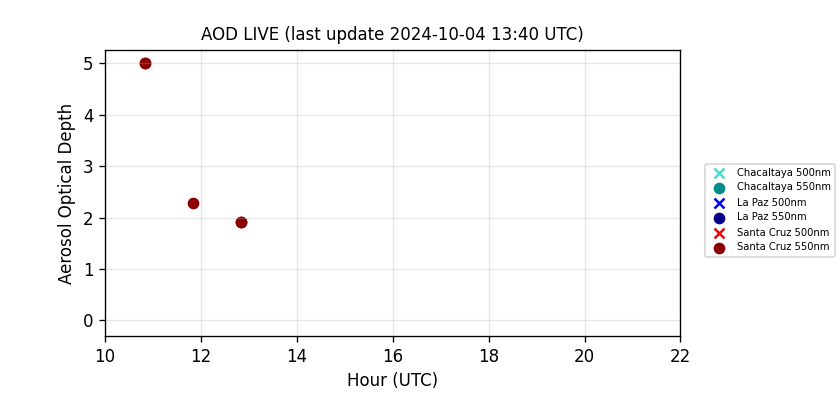 AOD LIVE (last update 2024-10-04 13:40 UTC)
5
4
3
2
1
0
Aerosol Optical Depth
10 12 14 16 18 20 22
Hour (UTC)
Chacaltaya 500nm
Chacaltaya 550nm
La Paz 500nm
La Paz 550nm
Santa Cruz 500nm
Santa Cruz 550nm